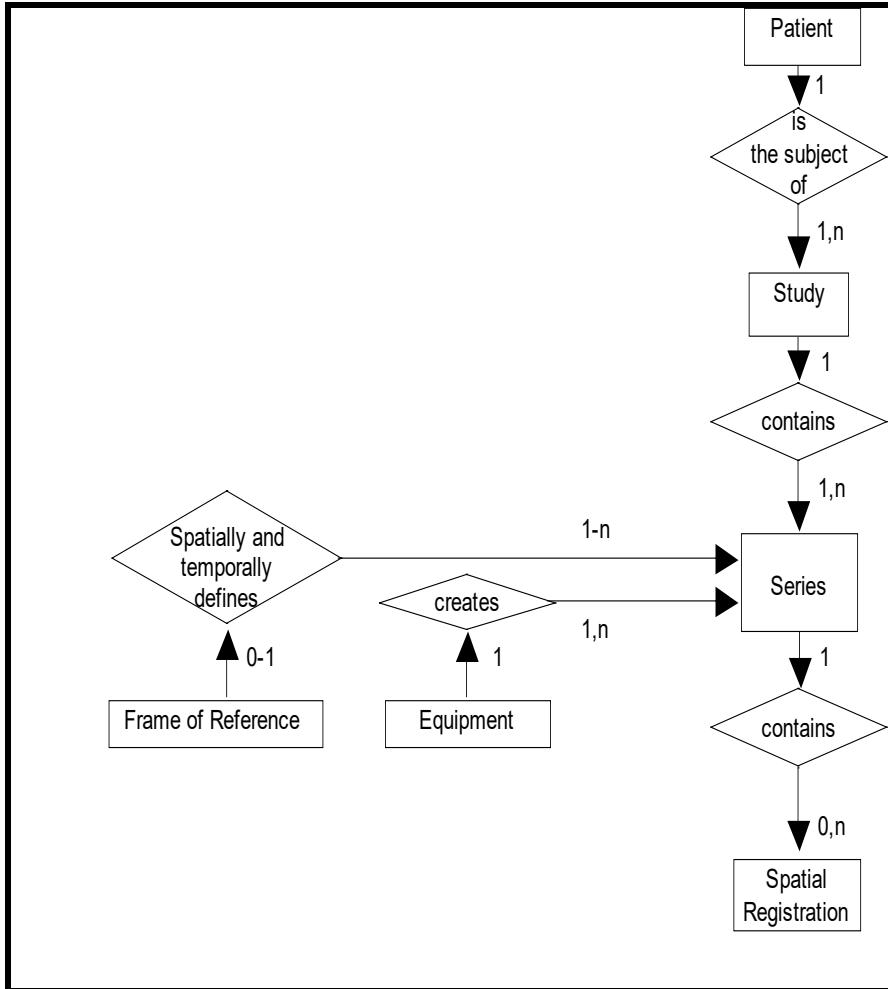 Patient
1
is
the subject
of
1,n
Study
1
contains
1,n
Spatially and
temporally
defines
1-n
Series
creates
1,n
0-1
1
1
Frame of Reference
Equipment
contains
0,n
Spatial
Registration